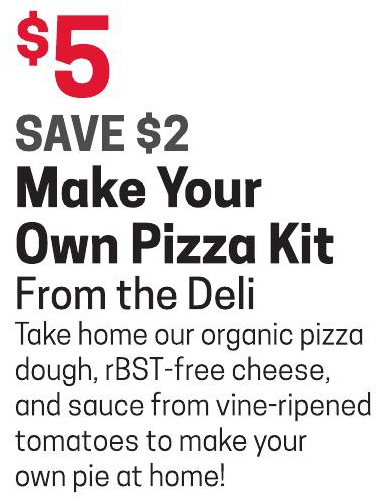 $5
SAVE $2
Make Your
Own Pizza Kit
From the Deli
Take home our organic pizza
dough, rBST-free cheese,
and sauce from vine-ripened
tomatoes to make your
own pie at home!